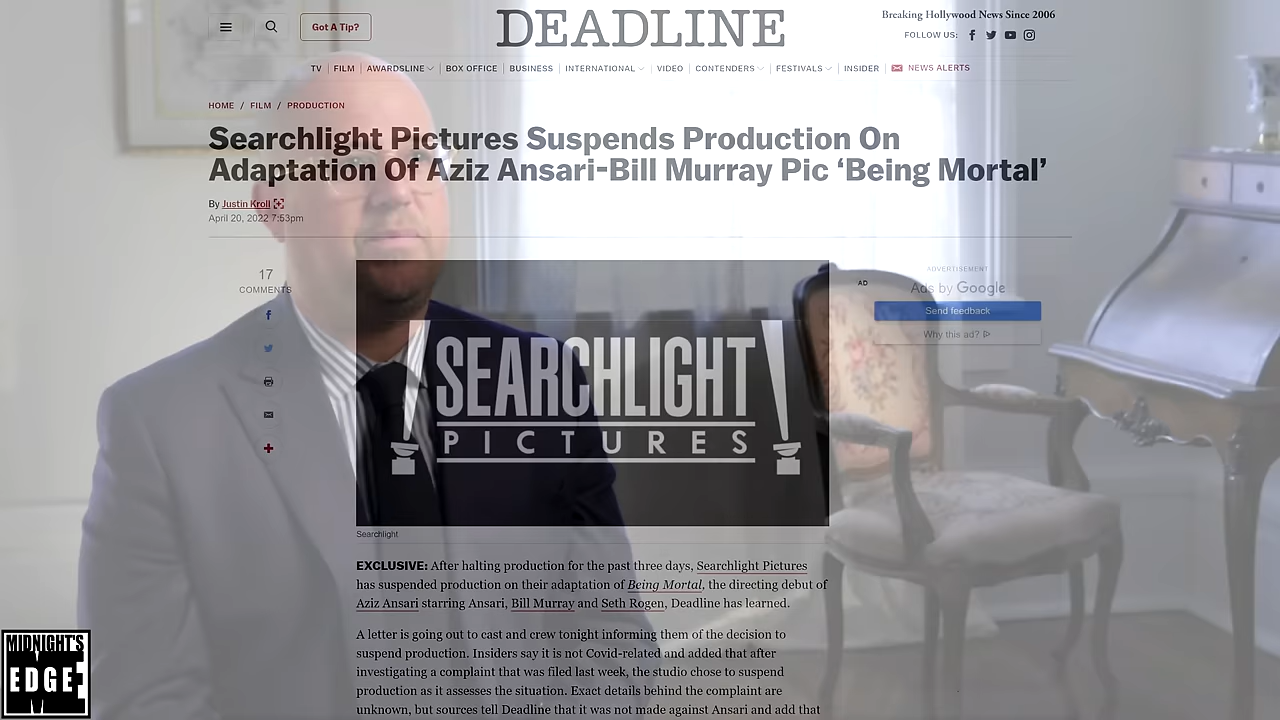 Got A Tip?
DEADLINE
Breaking Hollywood News Since 2006
FOLLOW US:
TV FILM AWARDSLINE BOX OFFICE BUSINESS INTERNATIONAL VIDEO CONTENDERS FESTIVALS INSIDER NEWS ALERTS
HOME / FILM / PRODUCTION
Searchlight Pictures Suspends Production On
Adaptation Of Aziz Ansari-Bill Murray Pic ‘Being Mortal’
By Justin Kroll
April 20, 2022 7:53pm
17
COMMENTS
SEARCHLIGHT
PICTURES
Searchlight
AD
ADVERTISEMENT
Ads by Google
Send feedback
Why this ad?
EXCLUSIVE: After halting production for the past three days, Searchlight Pictures
has suspended production on their adaptation of Being Mortal, the directing debut of
Aziz Ansari starring Ansari, Bill Murray and Seth Rogen, Deadline has learned.
A letter is going out to cast and crew tonight informing them of the decision to
suspend production. Insiders say it is not Covid-related and added that after
investigating a complaint that was filed last week, the studio chose to suspend
production as it assesses the situation. Exact details behind the complaint are
unknown, but sources tell Deadline that it was not made against Ansari and add that
MIDNIGHT'S
EDGE